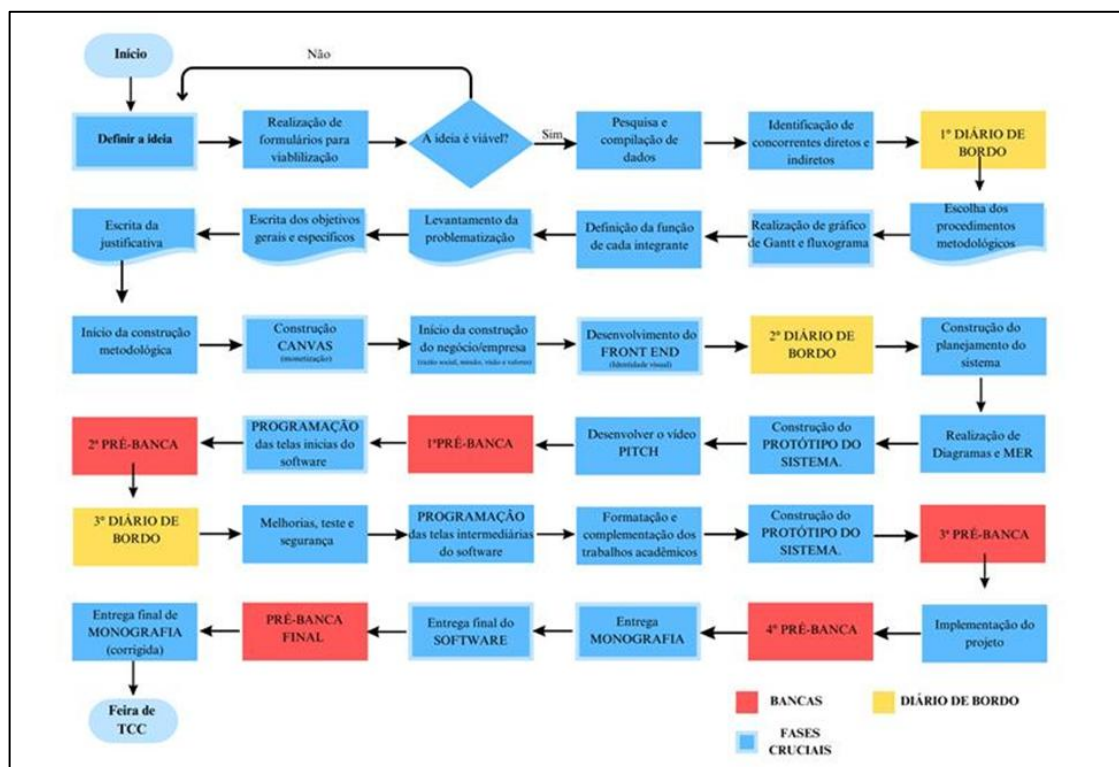 Início
Não
Definir a ideia
Realização de
formulários para
viablilização
A ideia é viável?
Sim
Pesquisa e
compilação de
dados
Identificação de
concorrentes diretos e
indiretos
1º DIÁRIO DE
BORDO
Escolha dos
procedimentos
metodológicos
Realização de gráfico
de Gantt e fluxograma
Definição da função
de cada integrante
Levantamento da
problematização
Escrita dos objetivos
gerais e específicos
Escrita da
justificativa
Início da construção
metodológica
Construção
CANVAS
(monetização)
Início da construção
do negócio/empresa
(razão social, missão, visão e valores)
Desenvolvimento do
FRONT END
(Identidade visual)
2º DIÁRIO DE
BORDO
Construção do
planejamento do
sistema
Realização de
Diagramas e MER
Construção do
PROTÓTIPO DO
SISTEMA.
Desenvolver o vídeo
PITCH
1ªPRÉ-BANCA
PROGRAMAÇÃO
das telas inicias do
software
2ª PRÉ-BANCA
3º DIÁRIO DE
BORDO
Melhorias, teste e
segurança
PROGRAMAÇÃO
das telas intermediárias
do software
Formatação e
complementação dos
trabalhos acadêmicos
Construção do
PROTÓTIPO DO
SISTEMA.
3ª PRÉ-BANCA
Implementação do
projeto
4ª PRÉ-BANCA
Entrega
MONOGRAFIA
Entrega final do
SOFTWARE
PRÉ-BANCA
FINAL
Entrega final de
MONOGRAFIA
(corrigida)
Feira de
TCC
BANCAS
DIÁRIO DE BORDO
FASES
CRUCIAIS